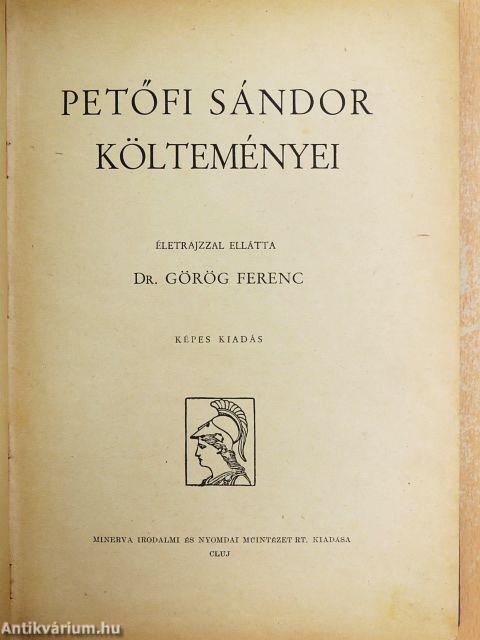 PETŐFI SÁNDOR
KÖLTEMÉNYEI
ÉLETRAJZZAL ELLÁTTA
DR. GÖRÖG FERENC
KÉPES KIADÁS
MINERVA IRODALMI ÉS NYOMDAI MŰINTÉZET RT. KIADÁSA
CLUJ
Antikvárium.hu